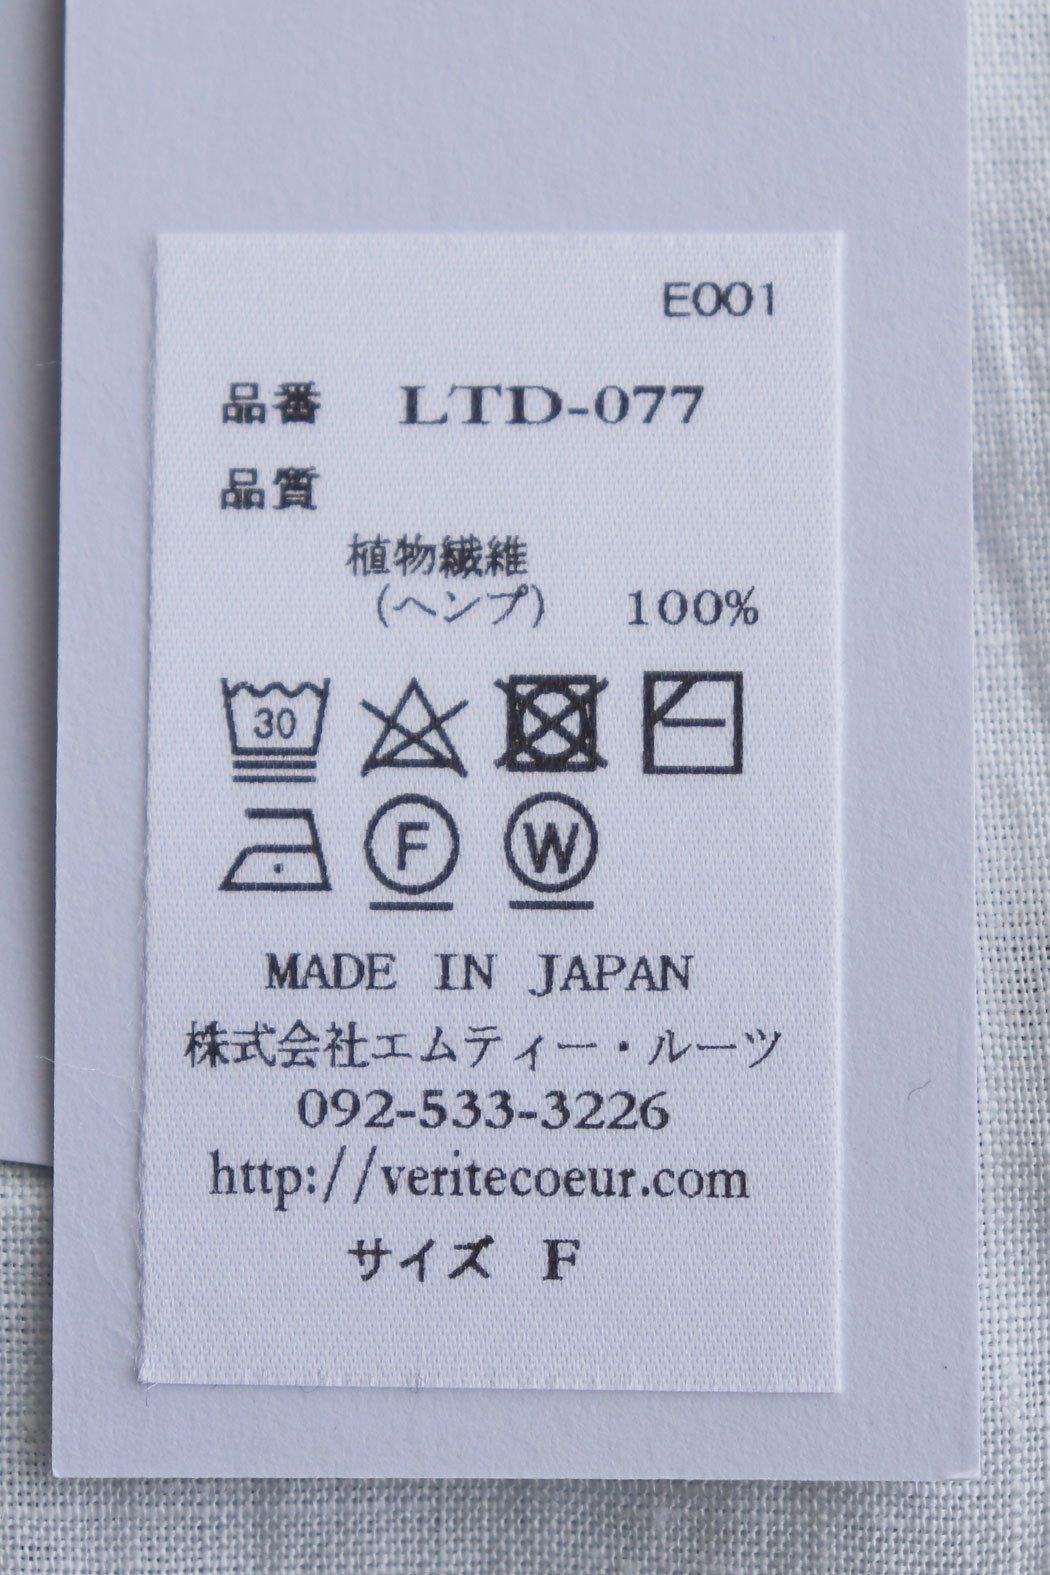 E001
品番 LTD-077
品質
植物繊維
(ヘンプ) 100%
30
F W
MADE IN JAPAN
株式会社エムティー・ルーツ
092-533-3226
http://veritecoeur.com
サイズ F